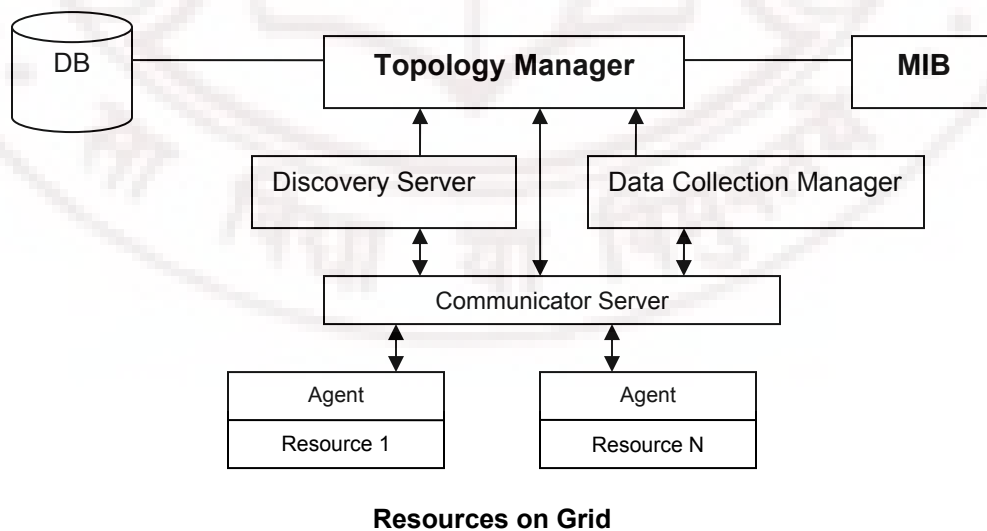 DB
Topology Manager
MIB
Discovery Server
Data Collection Manager
Communicator Server
Agent
Resource 1
Agent
Resource N
Resources on Grid